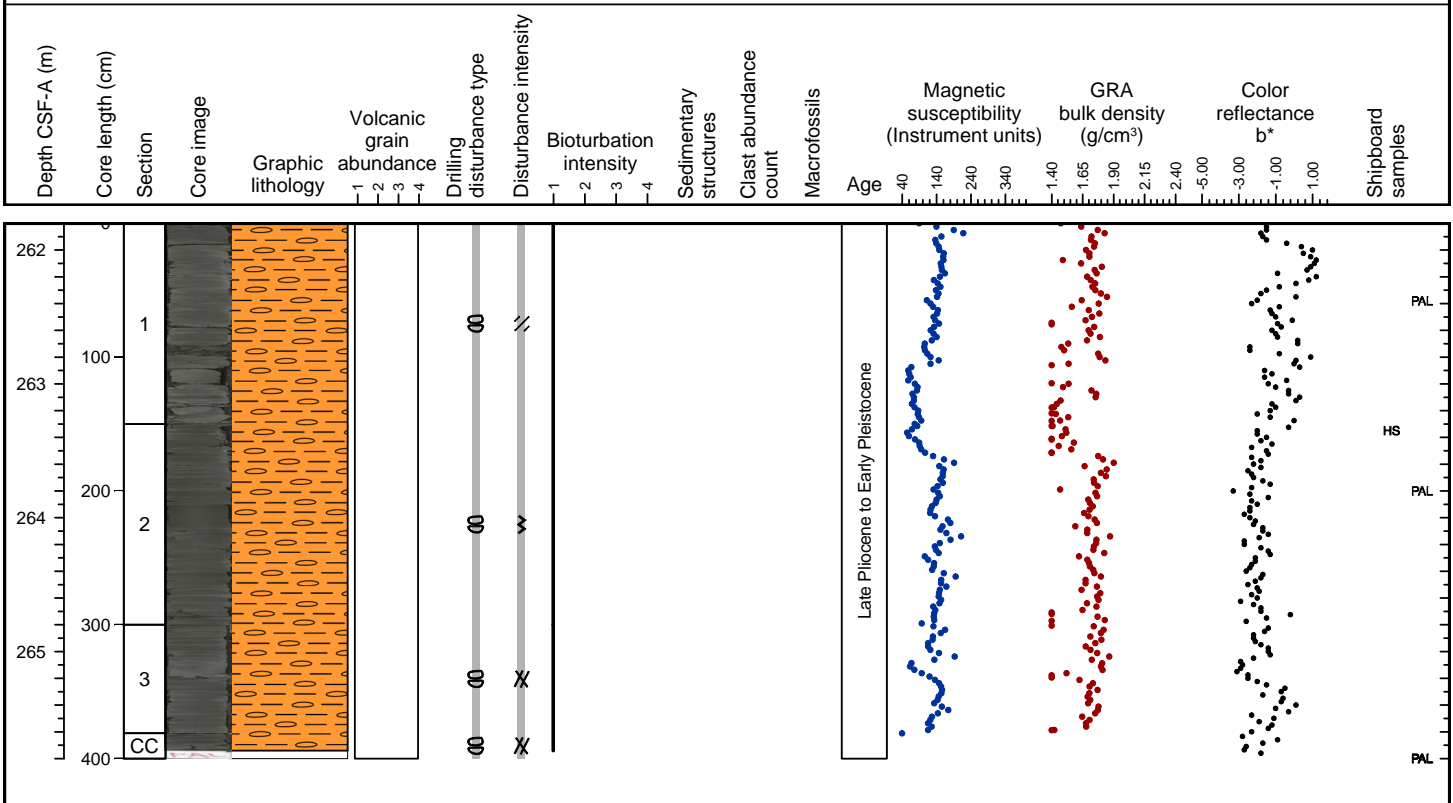 Depth CSF-A (m)
Core length (cm)
Section
Core image
Graphic
lithology
Volcanic
grain
abundance
1 2 3 4
Drilling
disturbance type
Disturbance intensity
Bioturbation
intensity
1 2 3 4
Sedimentary
structures
Clast abundance
count
Macrofossils
Age
Magnetic
susceptibility
(Instrument units)
40 140 240 340
GRA
bulk density
(g/cm³)
1.40 1.65 1.90 2.15 2.40
Color
reflectance
b*
-5.00 -3.00 -1.00 1.00
Shipboard
samples
262
263
264
265
0
100
200
300
400
1
2
3
CC
Late Pliocene to Early Pleistocene
PAL
HS
PAL
PAL